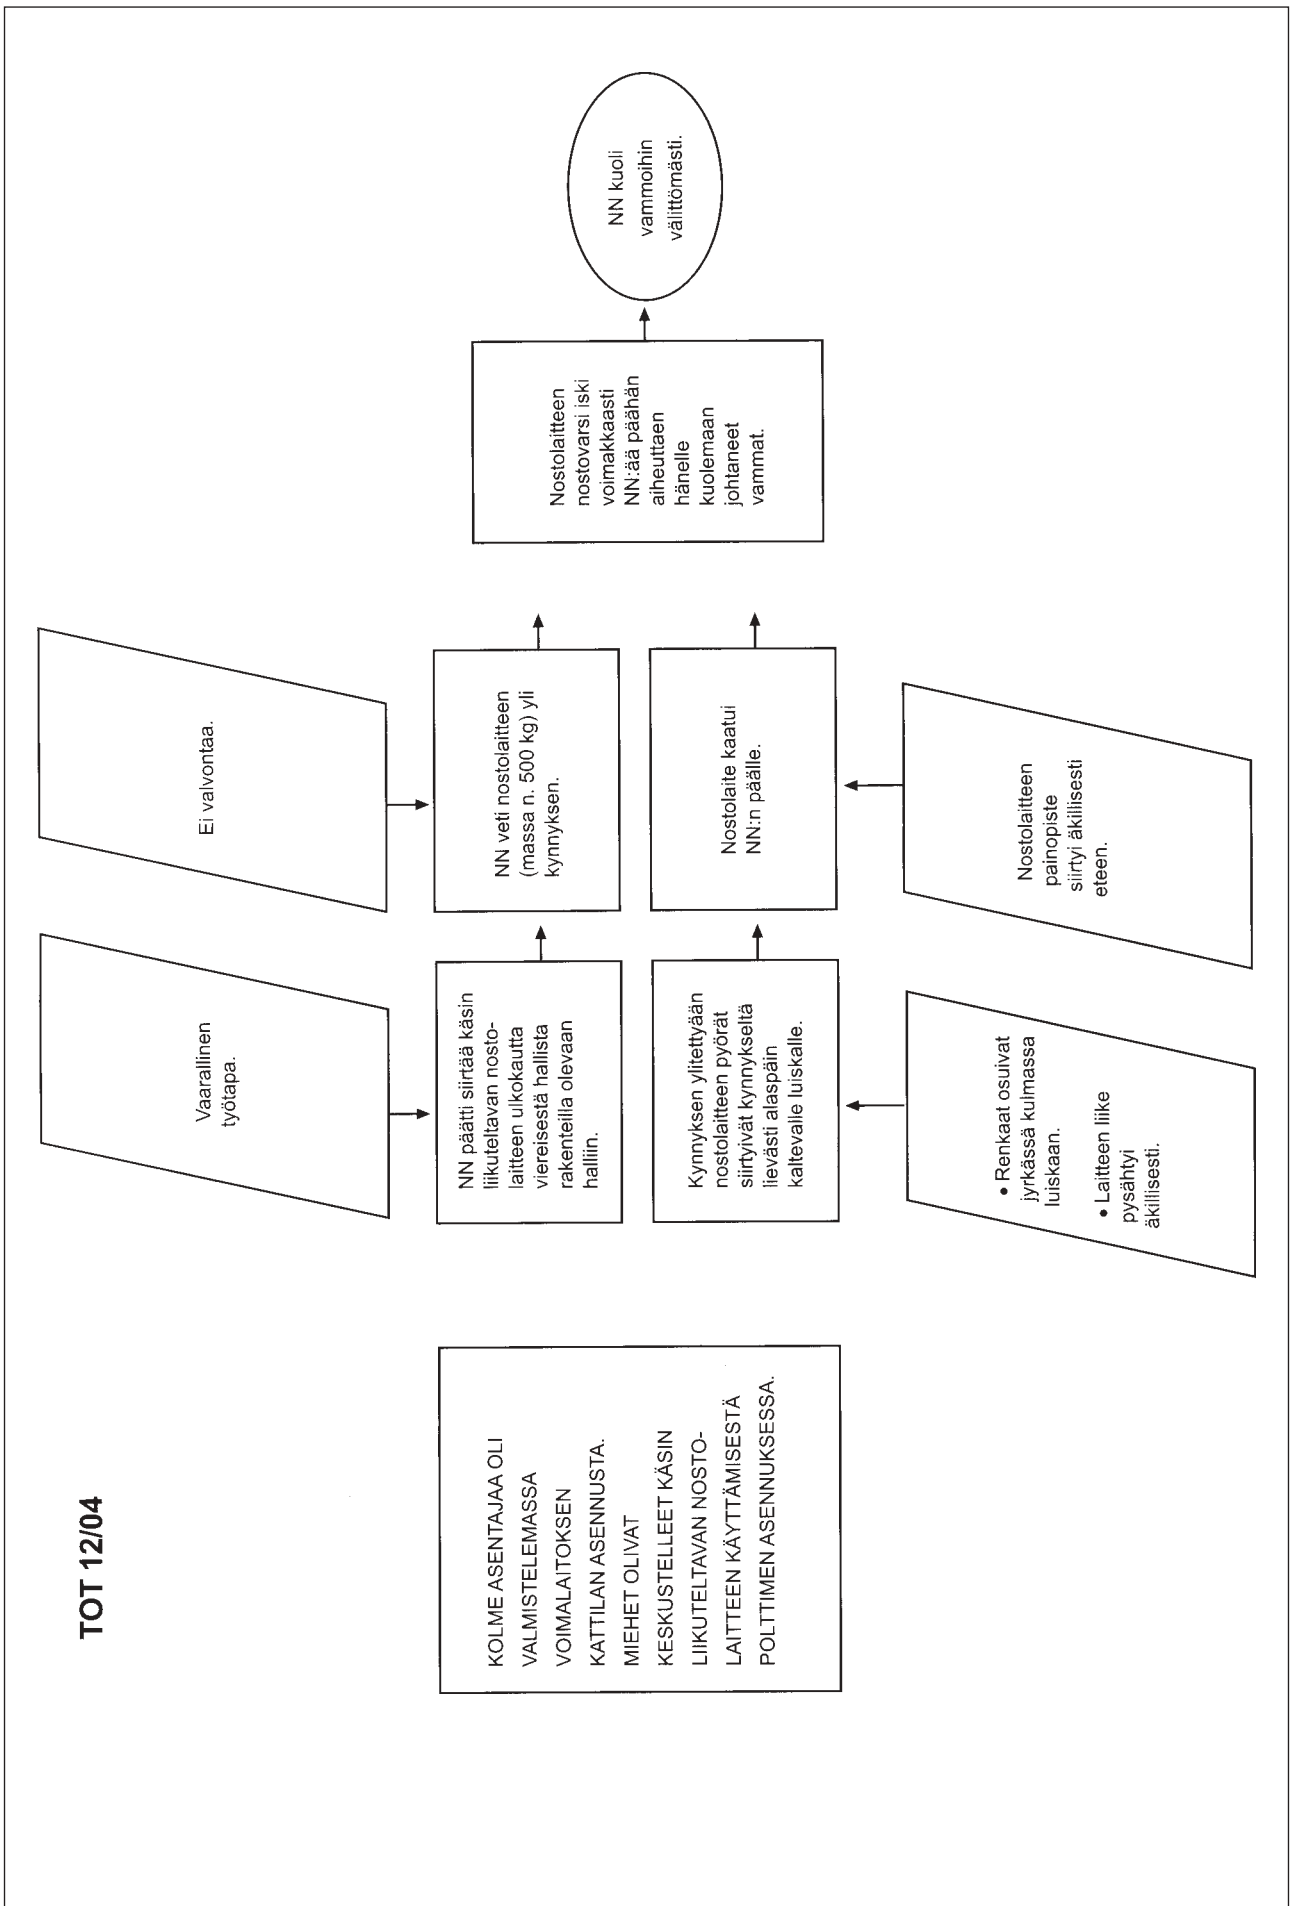 TOT 12/04
KOLME ASENTAJAA OLI
VALMISTELEMASSA
VOIMALAITOKSEN
KATTILAN ASENNUSTA.
MIEHET OLIVAT
KESKUSTELLEET KÄSIN
LIIKUTELTAVAN NOSTO-
LAITTEEN KÄYTTÄMISESTÄ
POLTTIMEN ASENNUKSESSA.
Vaarallinen
työtapa.
NN päätti siirtää käsin
liikuteltavan nosto-
laitteen ulkokautta
viereisestä hallista
rakenteilla olevaan
halliin.
Ei valvontaa.
NN veti nostolaitteen
(massa n. 500 kg) yli
kynnyksen.
Kynnyksen ylitettyään
nostolaitteen pyörät
siirtyivät kynnykseltä
lievästi alaspäin
kaltevalle luiskalle.
• Renkaat osuivat
jyrkässä kulmassa
luiskaan.
• Laitteen liike
pysähtyi
äkillisesti.
Nostolaite kaatui
NN:n päälle.
Nostolaitteen
painopiste
siirtyi äkillisesti
eteen.
Nostolaitteen
nostovarsi iski
voimakkaasti
NN:ää päähän
aiheuttaen
hänelle
kuolemaan
johtaneet
vammat.
NN kuoli
vammoihin
välittömästi.